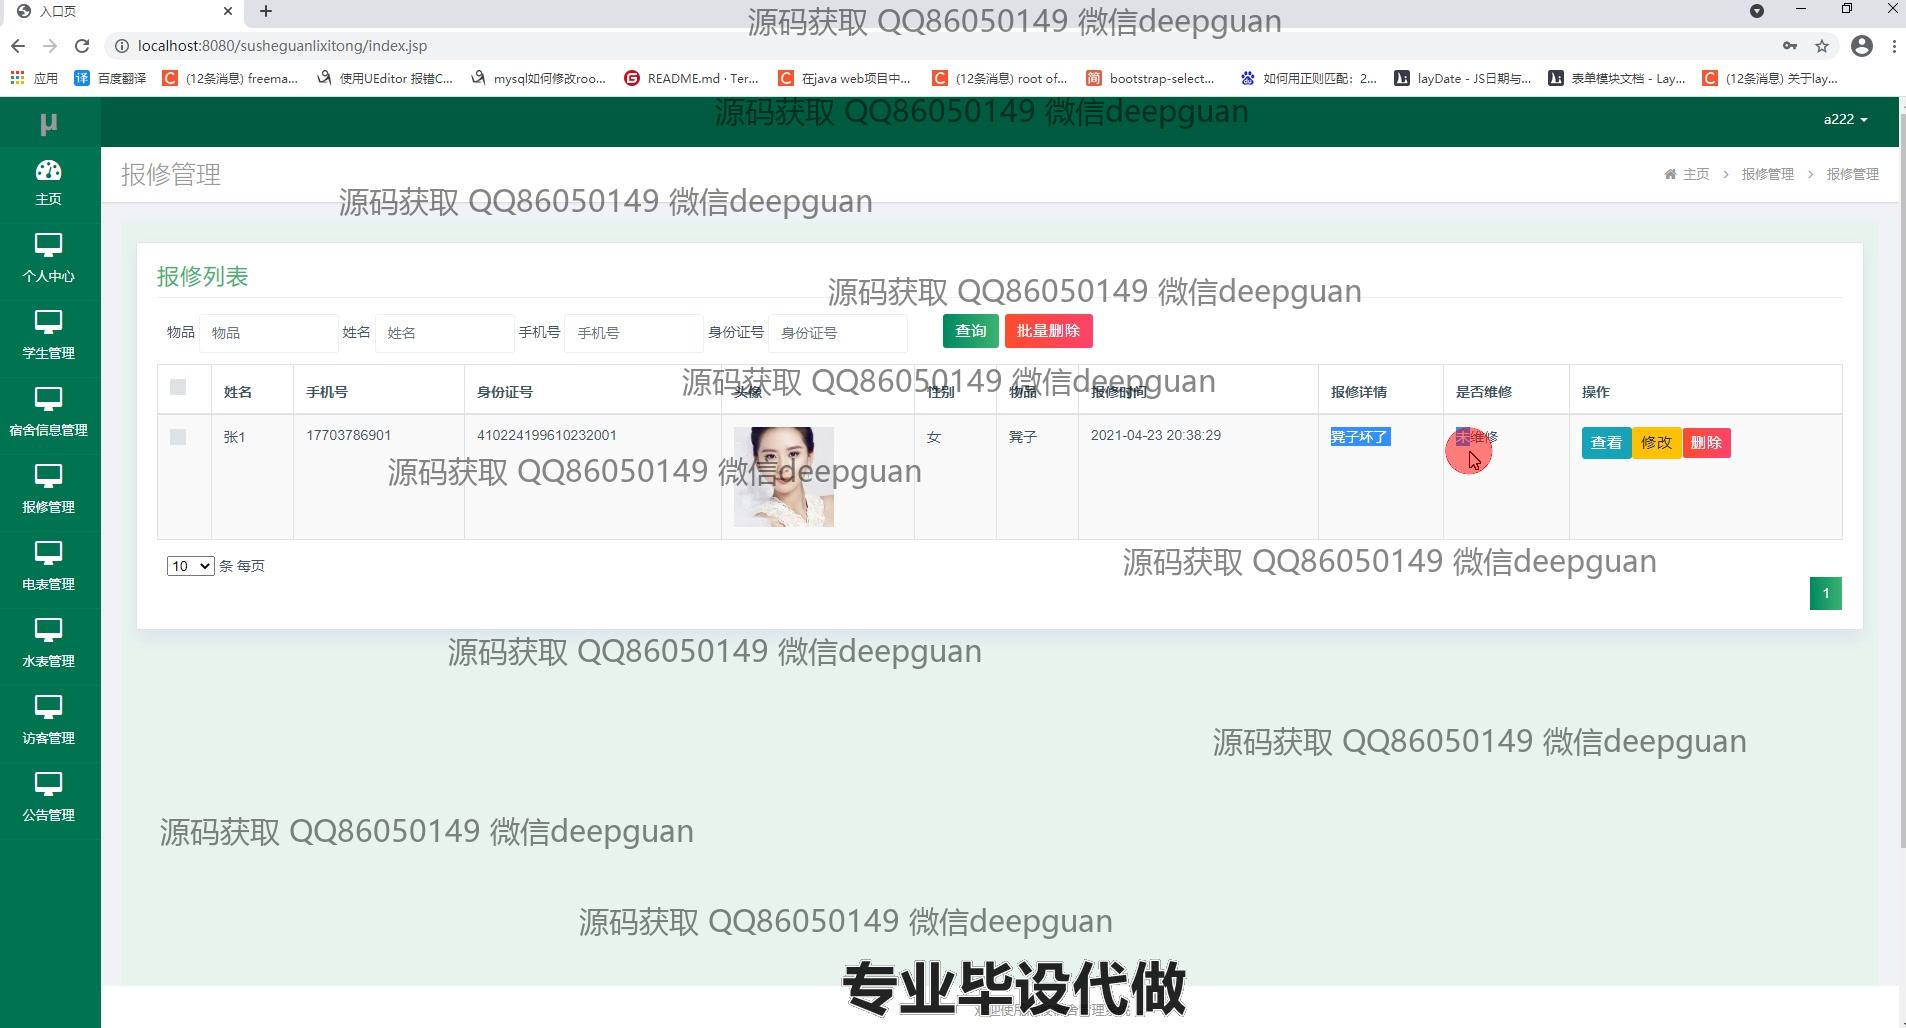 入口页
源码获取 QQ86050149 微信deepguan
localhost:8080/susheguanlixitong/index.jsp
应用 百度翻译 (12条消息) freema... 使用UEditor 报错C... mysql如何修改roo... README.md · Ter... 在java web项目中... (12条消息) root of... bootstrap-select... 如何用正则匹配：2... layDate - JS日期与... 表单模块文档 - Lay... (12条消息) 关于lay...
源码获取 QQ86050149 微信deepguan
μ
a222
主页
报修管理
主页 > 报修管理 > 报修管理
源码获取 QQ86050149 微信deepguan
个人中心
报修列表
源码获取 QQ86050149 微信deepguan
物品 物品 姓名 姓名 手机号 手机号 身份证号 身份证号 查询 批量删除
学生管理
源码获取 QQ86050149 微信deepguan
姓名 手机号 身份证号 头像 性别 物品 报修时间 报修详情 是否维修 操作
宿舍信息管理
张1 17703786901 410224199610232001 女 凳子 2021-04-23 20:38:29 凳子坏了 未维修 查看 修改 删除
源码获取 QQ86050149 微信deepguan
报修管理
10 条 每页
源码获取 QQ86050149 微信deepguan
电表管理
1
源码获取 QQ86050149 微信deepguan
水表管理
访客管理
源码获取 QQ86050149 微信deepguan
公告管理
源码获取 QQ86050149 微信deepguan
源码获取 QQ86050149 微信deepguan
专业毕设代做